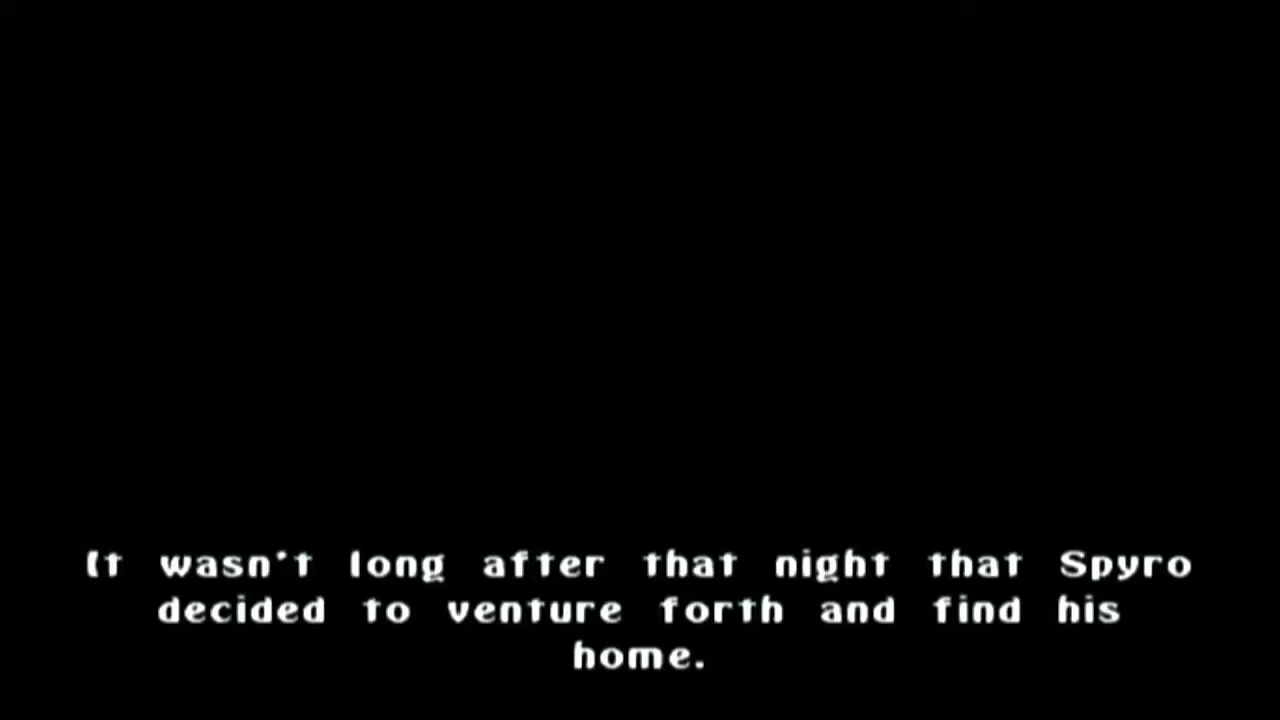 It wasn't long after that night that Spyro
decided to venture forth and find his
home.